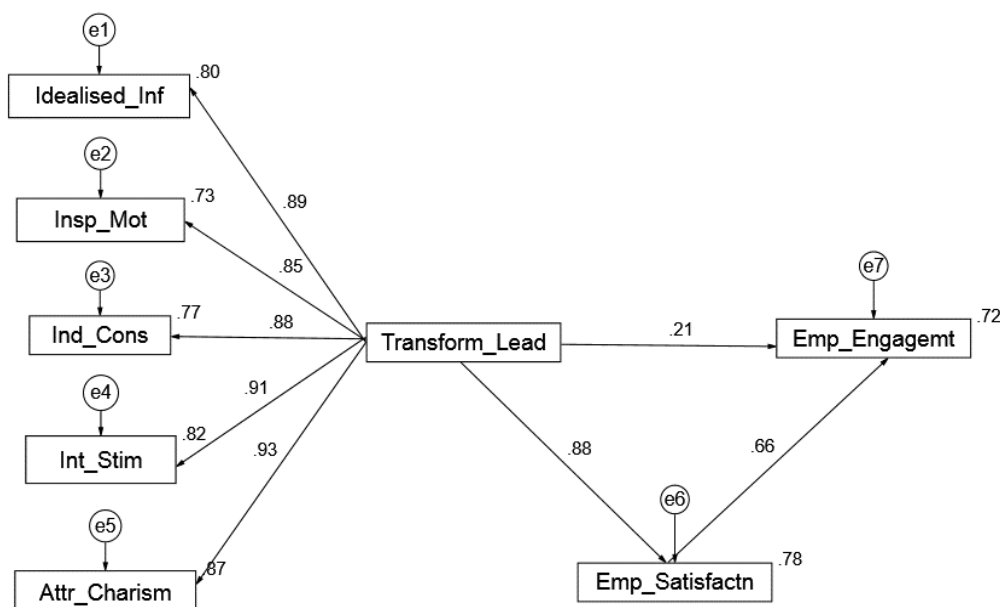 e1
.80
Idealised_Inf
e2
.73
Insp_Mot
.89
.85
e3
.77
Ind_Cons
.88
Transform_Lead
.21
e7
.72
Emp_Engagemt
e4
.91
.82
Int_Stim
.93
.88
.66
e5
.87
Attr_Charism
e6
.78
Emp_Satisfactn